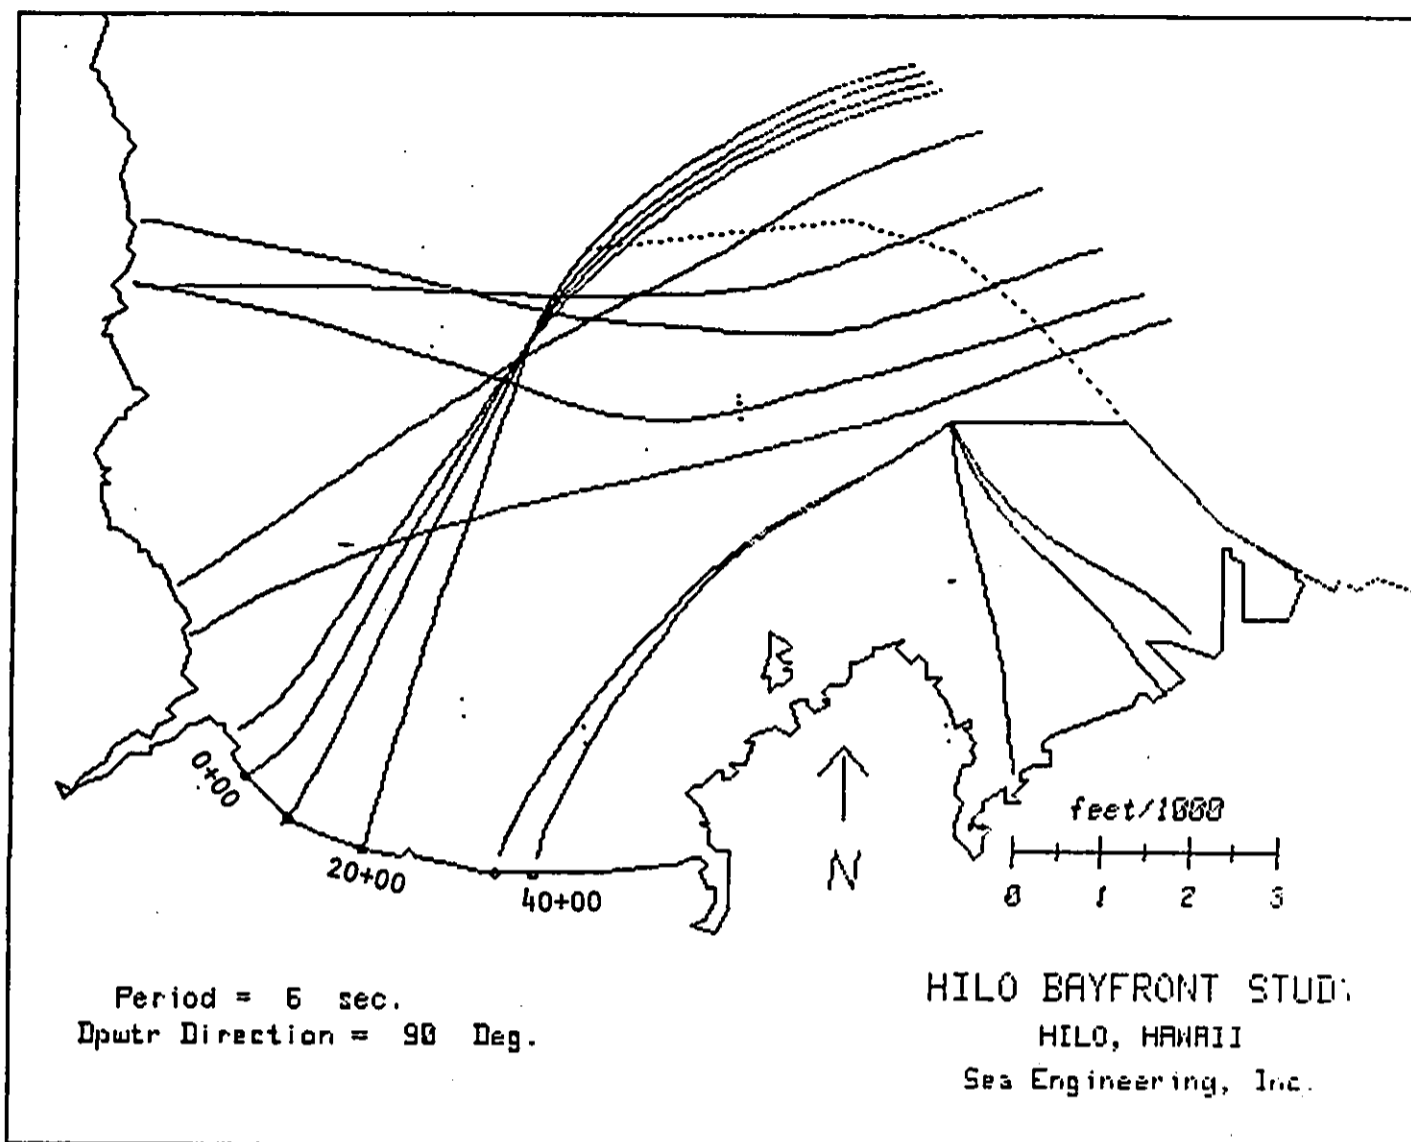 0+00
20+00
40+00
N
feet/1000
0 1 2 3
Period = 6 sec.
Dpwtr Direction = 90 Deg.
HILO BAYFRONT STUDY
HILO, HAWAII
Sea Engineering, Inc.